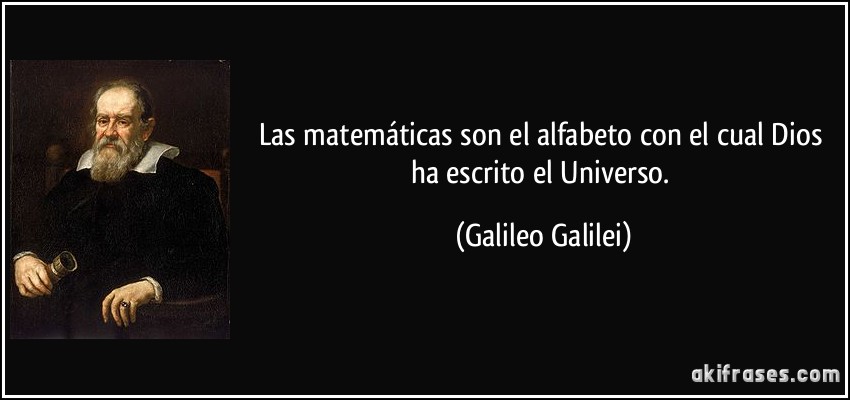 Las matemáticas son el alfabeto con el cual Dios
ha escrito el Universo.
(Galileo Galilei)
akifrases.com